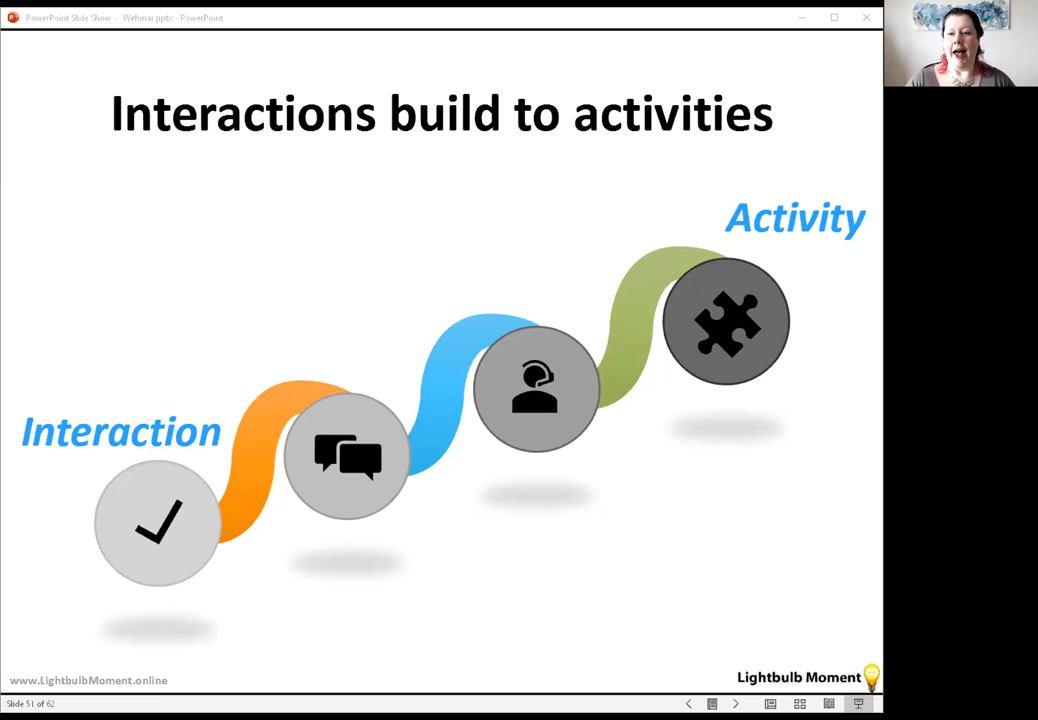 PowerPoint Slide Show - Webinar.pptx - PowerPoint
Interactions build to activities
Activity
Interaction
www.LightbulbMoment.online
Lightbulb Moment
Slide 51 of 62